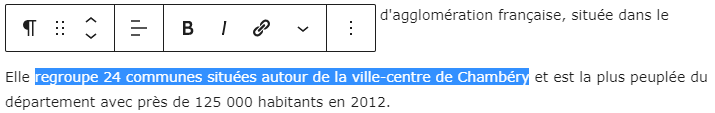 d'agglomération française, située dans le
Elle regroupe 24 communes situées autour de la ville-centre de Chambéry et est la plus peuplée du
département avec près de 125 000 habitants en 2012.